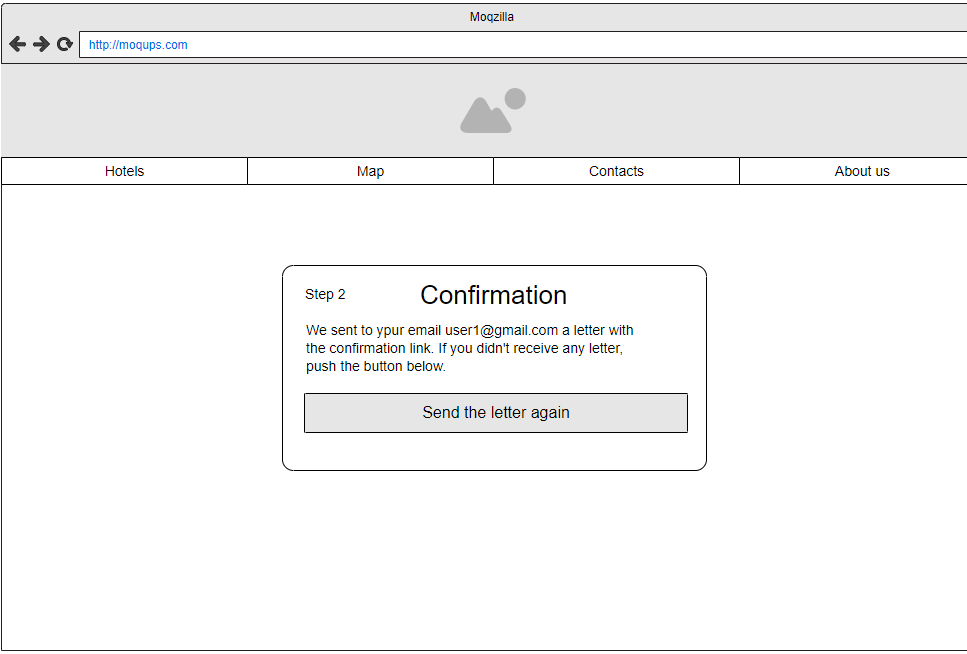 Moqzilla
http://moqups.com
Hotels
Map
Contacts
About us
Step 2
Confirmation
We sent to ypur email user1@gmail.com a letter with
the confirmation link. If you didn't receive any letter,
push the button below.
Send the letter again